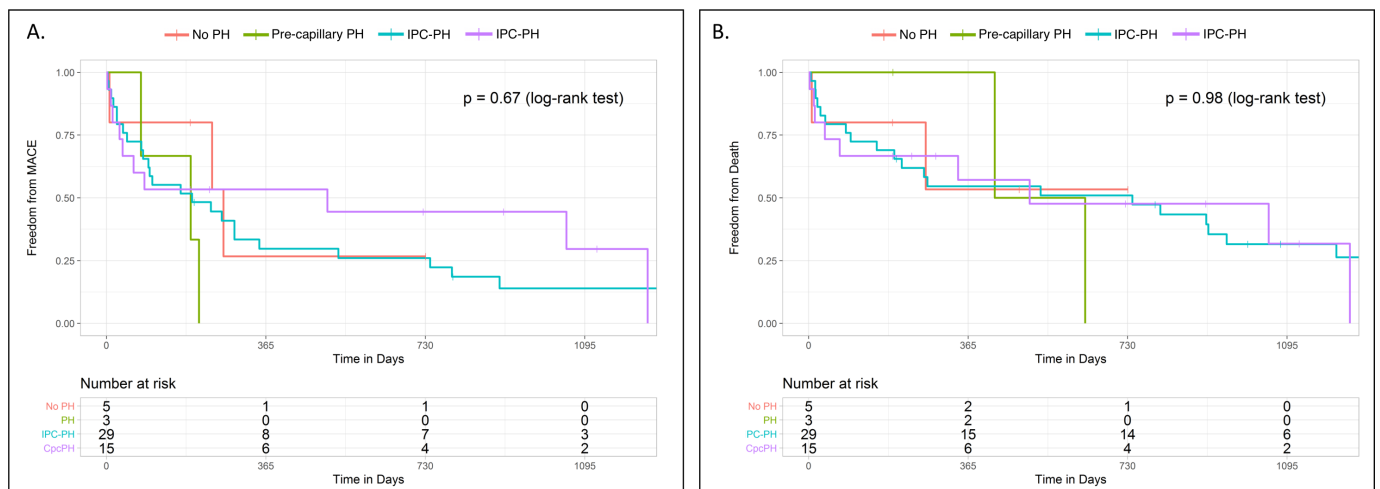 A.
No PH Pre-capillary PH IPC-PH IPC-PH
p = 0.67 (log-rank test)
Freedom from MACE
1.00
0.75
0.50
0.25
0.00
0 365 730 1095
Time in Days
Number at risk
No PH 5 1 1 0
PH 3 0 0 0
IPC-PH 29 8 7 3
CpcPH 15 6 4 2
0 365 730 1095
Time in Days
B.
No PH Pre-capillary PH IPC-PH IPC-PH
p = 0.98 (log-rank test)
Freedom from Death
1.00
0.75
0.50
0.25
0.00
0 365 730 1095
Time in Days
Number at risk
No PH 5 2 1 0
PH 3 2 0 0
PC-PH 29 15 14 6
CpcPH 15 6 4 2
0 365 730 1095
Time in Days